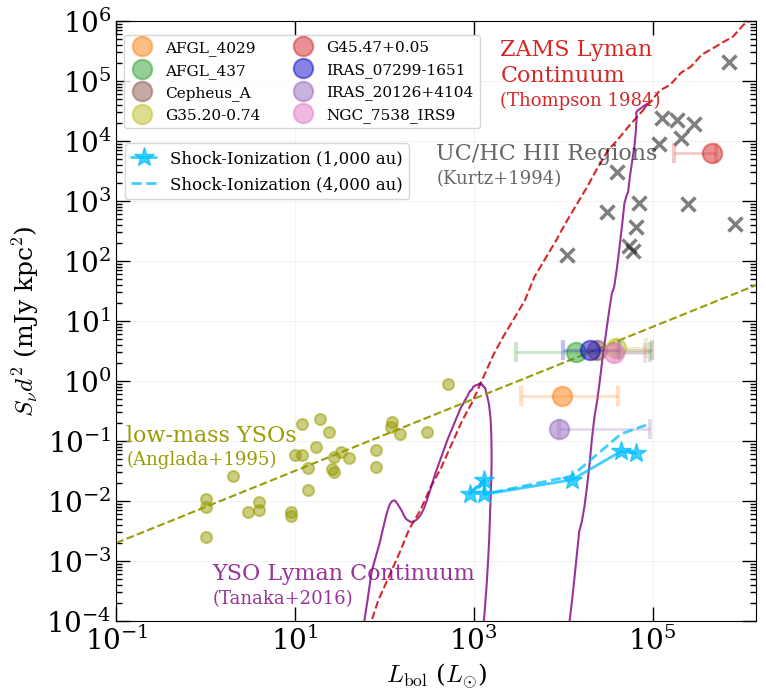 10⁶
10⁵
10⁴
10³
10²
10¹
10⁰
10⁻¹
10⁻²
10⁻³
10⁻⁴
S_νd² (mJy kpc²)
AFGL_4029
AFGL_437
Cepheus_A
G35.20-0.74
G45.47+0.05
IRAS_07299-1651
IRAS_20126+4104
NGC_7538_IRS9
Shock-Ionization (1,000 au)
Shock-Ionization (4,000 au)
ZAMS Lyman
Continuum
(Thompson 1984)
UC/HC HII Regions
(Kurtz+1994)
low-mass YSOs
(Anglada+1995)
YSO Lyman Continuum
(Tanaka+2016)
10⁻¹ 10¹ 10³ 10⁵
L_bol (L_⊙)